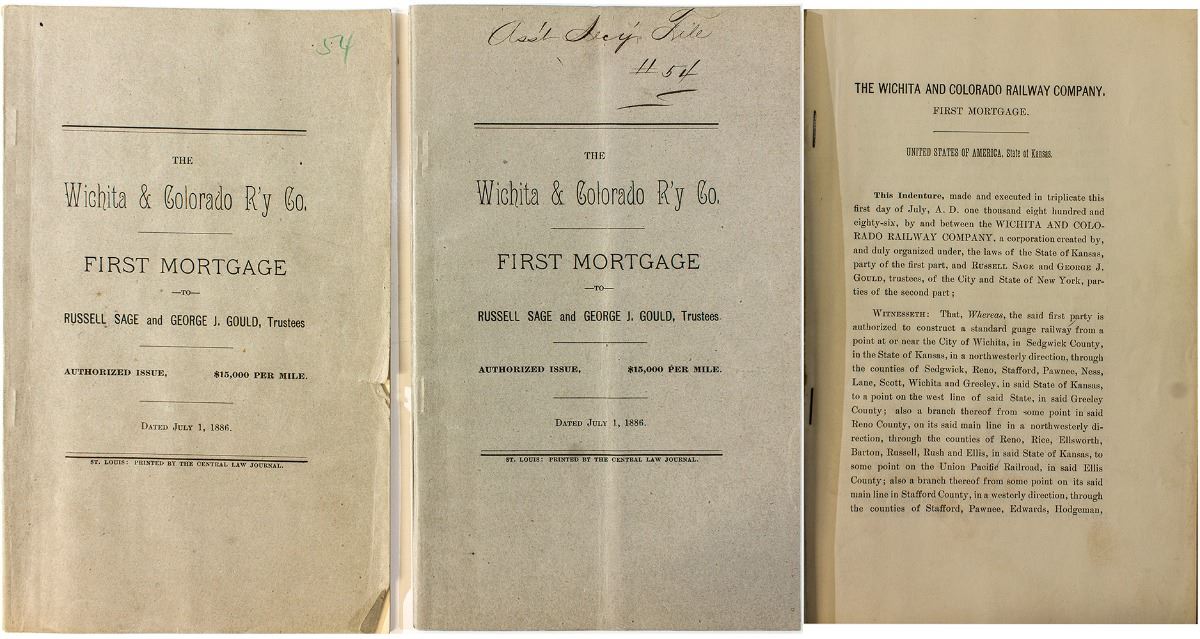 54
THE
Wichita & Colorado R'y Co.
FIRST MORTGAGE
—TO—
RUSSELL SAGE and GEORGE J. GOULD, Trustees
AUTHORIZED ISSUE, $15,000 PER MILE.
DATED JULY 1, 1886.
ST. LOUIS: PRINTED BY THE CENTRAL LAW JOURNAL.
Ass't Secy's File
# 54
THE
Wichita & Colorado R'y Co.
FIRST MORTGAGE
—TO—
RUSSELL SAGE and GEORGE J. GOULD, Trustees
AUTHORIZED ISSUE, $15,000 PER MILE.
DATED JULY 1, 1886.
ST. LOUIS: PRINTED BY THE CENTRAL LAW JOURNAL.
THE WICHITA AND COLORADO RAILWAY COMPANY.
FIRST MORTGAGE.
UNITED STATES OF AMERICA, State of Kansas.
This Indenture, made and executed in triplicate this
first day of July, A. D. one thousand eight hundred and
eighty-six, by and between the WICHITA AND COLO-
RADO RAILWAY COMPANY, a corporation created by,
and duly organized under, the laws of the State of Kansas,
party of the first part, and RUSSELL SAGE and GEORGE J.
GOULD, trustees, of the City and State of New York, par-
ties of the second part;
WITNESSETH: That, Whereas, the said first party is
authorized to construct a standard guage railway from a
point at or near the City of Wichita, in Sedgwick County,
in the State of Kansas, in a northwesterly direction, through
the counties of Sedgwick, Reno, Stafford, Pawnee, Ness,
Lane, Scott, Wichita and Greeley, in said State of Kansas,
to a point on the west line of said State, in said Greeley
County; also a branch thereof from some point in said
Reno County, on its said main line in a northwesterly di-
rection, through the counties of Reno, Rice, Ellsworth,
Barton, Russell, Rush and Ellis, in said State of Kansas, to
some point on the Union Pacific Railroad, in said Ellis
County; also a branch thereof from some point on its said
main line in Stafford County, in a westerly direction, through
the counties of Stafford, Pawnee, Edwards, Hodgeman,